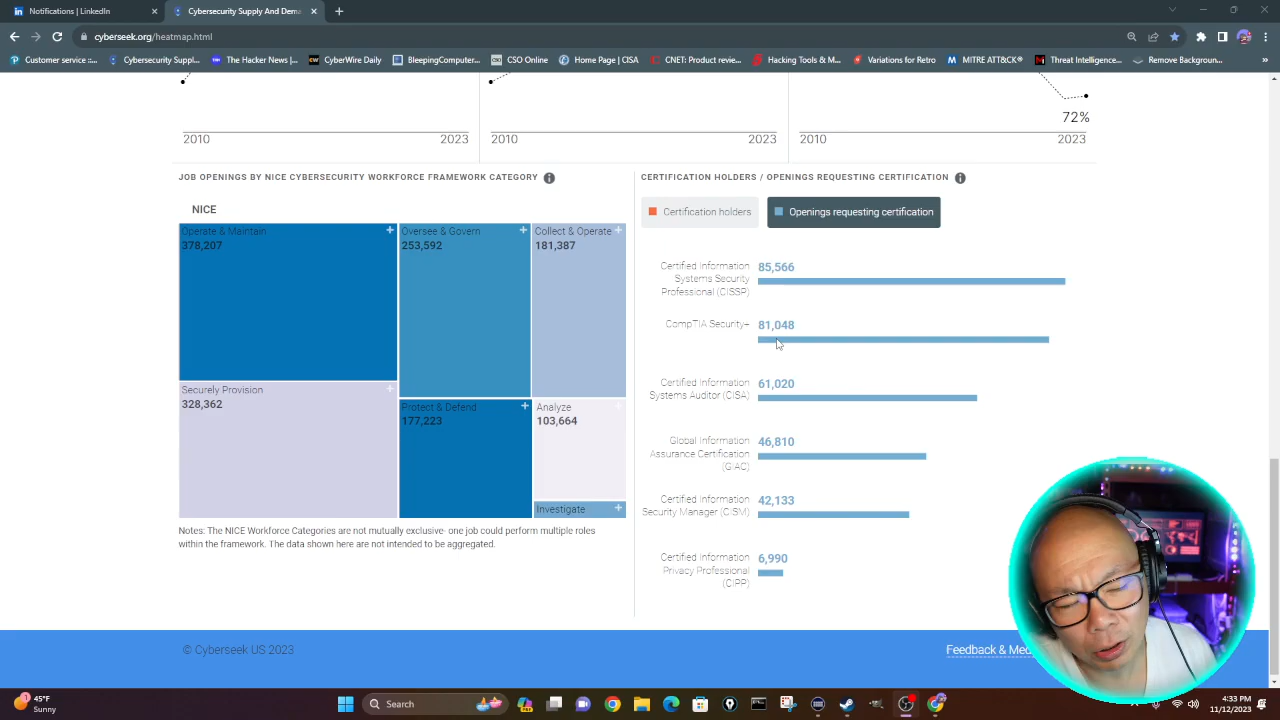 Notifications | LinkedIn
Cybersecurity Supply And Dema
cyberseek.org/heatmap.html
Customer service ::...
Cybersecurity Suppl...
The Hacker News |...
CyberWire Daily
BleepingComputer...
CSO Online
Home Page | CISA
CNET: Product revie...
Hacking Tools & M...
Variations for Retro
MITRE ATT&CK®
Threat Intelligence...
Remove Backgroun...
»
72%
2010 2023
2010 2023
2010 2023
JOB OPENINGS BY NICE CYBERSECURITY WORKFORCE FRAMEWORK CATEGORY
NICE
Operate & Maintain
378,207
Oversee & Govern
253,592
Collect & Operate
181,387
Securely Provision
328,362
Protect & Defend
177,223
Analyze
103,664
Investigate
Notes: The NICE Workforce Categories are not mutually exclusive- one job could perform multiple roles
within the framework. The data shown here are not intended to be aggregated.
CERTIFICATION HOLDERS / OPENINGS REQUESTING CERTIFICATION
Certification holders
Openings requesting certification
Certified Information
Systems Security
Professional (CISSP)
85,566
CompTIA Security+
81,048
Certified Information
Systems Auditor (CISA)
61,020
Global Information
Assurance Certification
(GIAC)
46,810
Certified Information
Security Manager (CISM)
42,133
Certified Information
Privacy Professional
(CIPP)
6,990
© Cyberseek US 2023
Feedback & Med
45°F
Sunny
Search
4:33 PM
11/12/2023